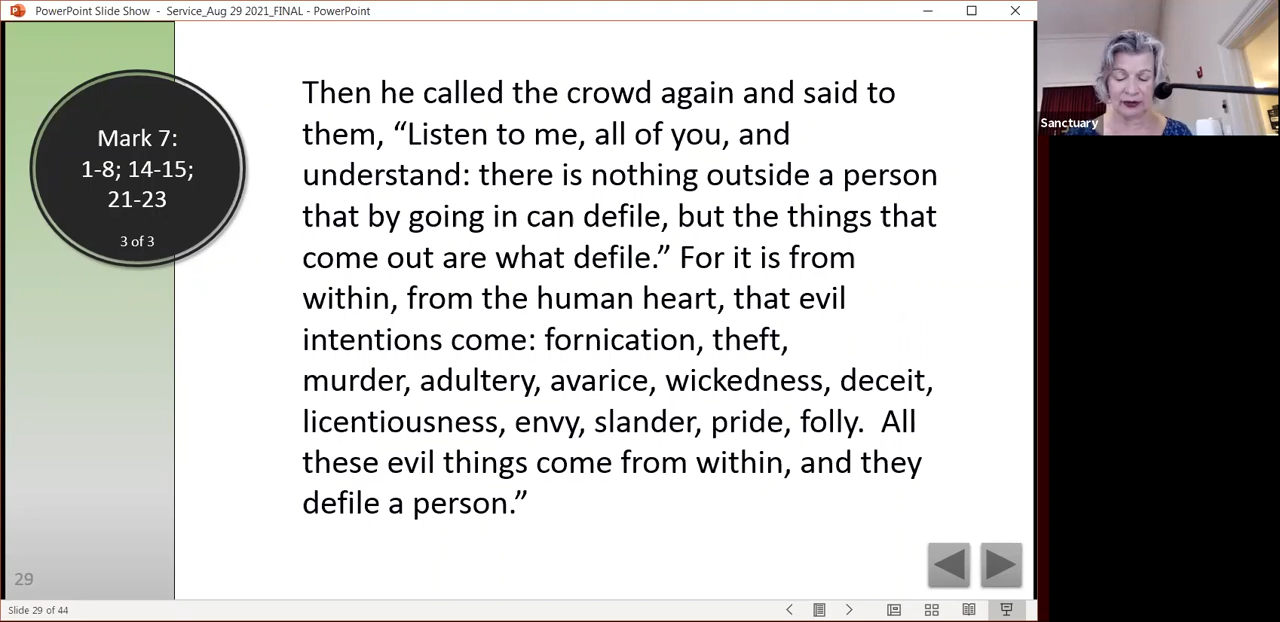 PowerPoint Slide Show - Service_Aug 29 2021_FINAL - PowerPoint
Mark 7:
1-8; 14-15;
21-23
3 of 3
Then he called the crowd again and said to
them, “Listen to me, all of you, and
understand: there is nothing outside a person
that by going in can defile, but the things that
come out are what defile.” For it is from
within, from the human heart, that evil
intentions come: fornication, theft,
murder, adultery, avarice, wickedness, deceit,
licentiousness, envy, slander, pride, folly.  All
these evil things come from within, and they
defile a person.”
Sanctuary
29
Slide 29 of 44